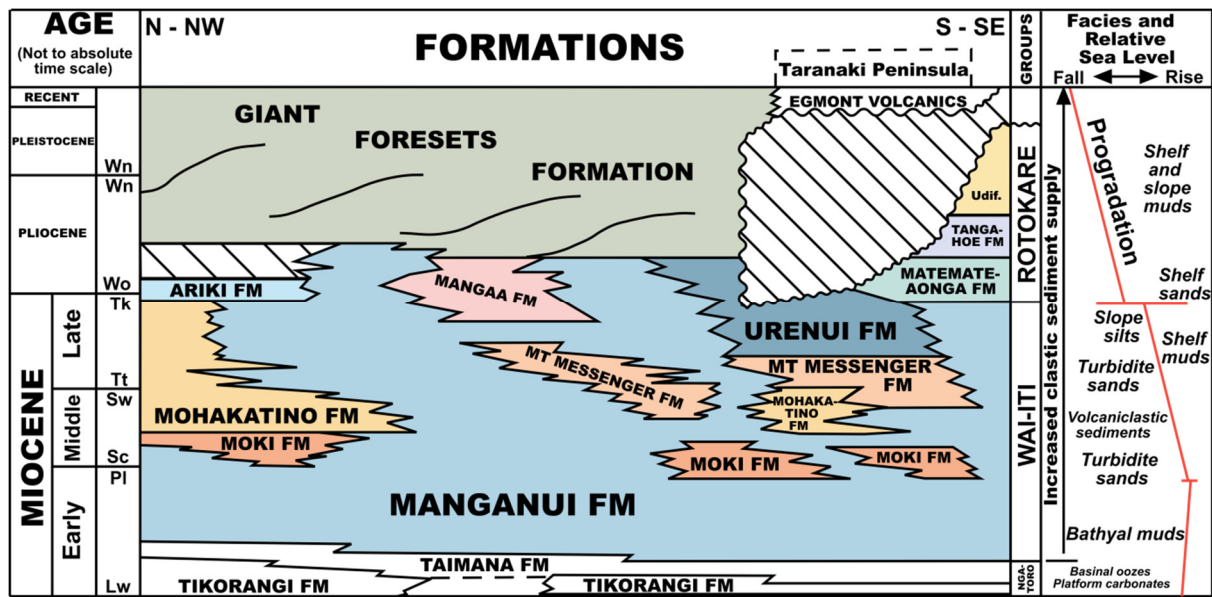 AGE
(Not to absolute
time scale)
N - NW
FORMATIONS
S - SE
Taranaki Peninsula
GROUPS
Facies and
Relative
Sea Level
Fall
Rise
RECENT
PLEISTOCENE
Wn
Wn
PLIOCENE
Wo
MIOCENE
Late
Tk
Tt
Middle
Sw
Sc
Early
Pl
Lw
GIANT
FORESETS
FORMATION
EGMONT VOLCANICS
Udif.
TANGA-
HOE FM
MATEMATE-
AONGA FM
ARIKI FM
MANGAA FM
URENUI FM
MT MESSENGER FM
MT MESSENGER
FM
MOHAKATINO FM
MOHAKA-
TINO
FM
MOKI FM
MOKI FM
MOKI FM
MANGANUI FM
TAIMANA FM
TIKORANGI FM
TIKORANGI FM
ROTOKARE
WAI-ITI
NGA-
TORO
Increased clastic sediment supply
Progradation
Shelf
and
slope
muds
Shelf
sands
Slope
silts
Shelf
muds
Turbidite
sands
Volcaniclastic
sediments
Turbidite
sands
Bathyal muds
Basinal oozes
Platform carbonates